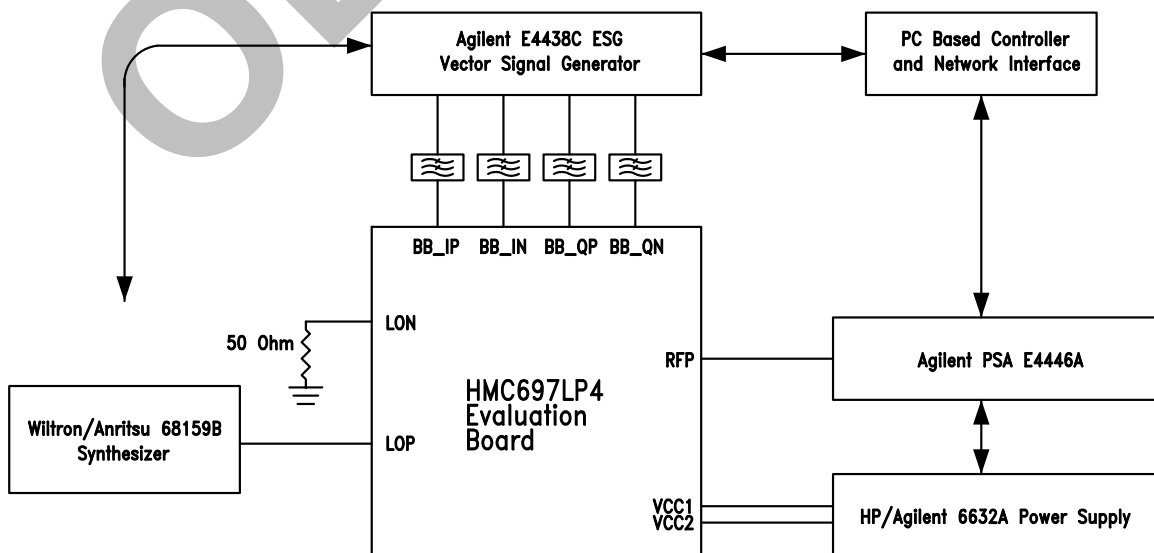 Agilent E4438C ESG
Vector Signal Generator
PC Based Controller
and Network Interface
BB_IP BB_IN BB_QP BB_QN
LON
50 Ohm
RFP
Agilent PSA E4446A
HMC697LP4
Evaluation
Board
Wiltron/Anritsu 68159B
Synthesizer
LOP
VCC1
VCC2
HP/Agilent 6632A Power Supply